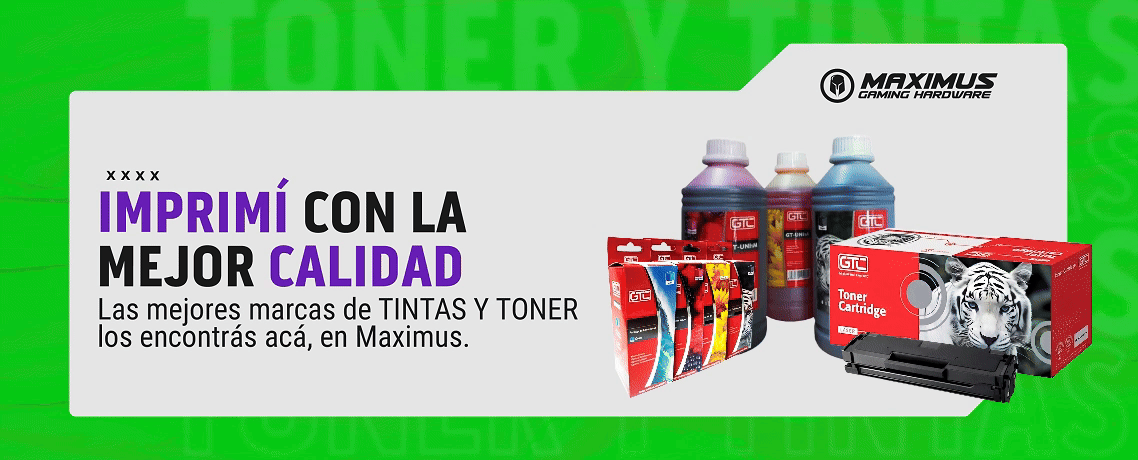 TONER Y TINTAS
MAXIMUS
GAMING HARDWARE
xxxx
IMPRIMÍ CON LA
MEJOR CALIDAD
Las mejores marcas de TINTAS Y TONER
los encontrás acá, en Maximus.
GTC
GT-UNI-M
GTC
GTC
GTC
GTC
Toner
Cartridge
TONER Y TINTAS